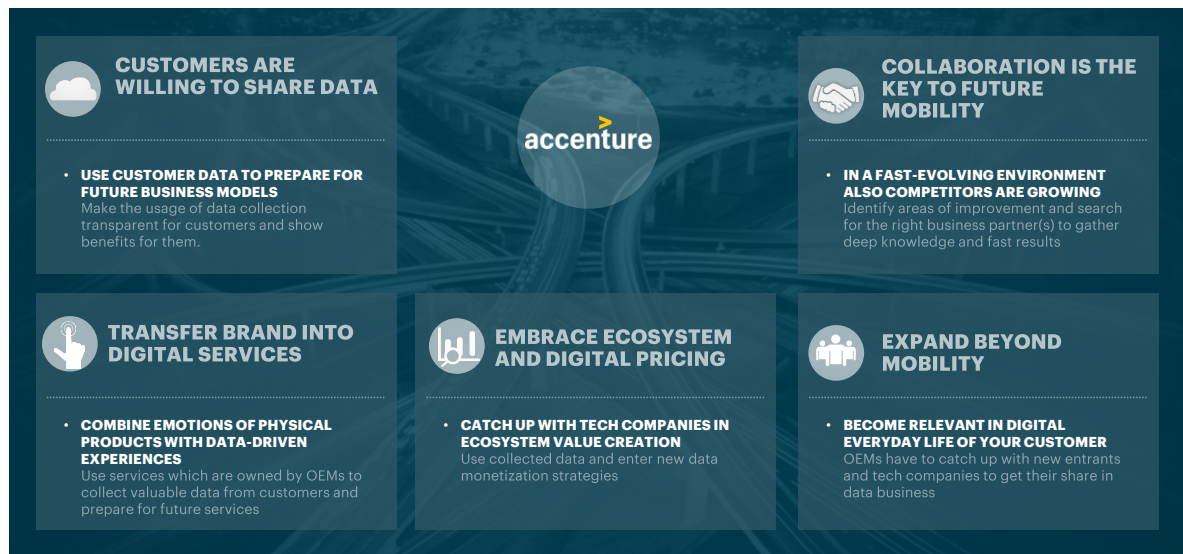 CUSTOMERS ARE
WILLING TO SHARE DATA
• USE CUSTOMER DATA TO PREPARE FOR
FUTURE BUSINESS MODELS
Make the usage of data collection
transparent for customers and show
benefits for them.
>
accenture
COLLABORATION IS THE
KEY TO FUTURE
MOBILITY
• IN A FAST-EVOLVING ENVIRONMENT
ALSO COMPETITORS ARE GROWING
Identify areas of improvement and search
for the right business partner(s) to gather
deep knowledge and fast results
TRANSFER BRAND INTO
DIGITAL SERVICES
• COMBINE EMOTIONS OF PHYSICAL
PRODUCTS WITH DATA-DRIVEN
EXPERIENCES
Use services which are owned by OEMs to
collect valuable data from customers and
prepare for future services
EMBRACE ECOSYSTEM
AND DIGITAL PRICING
• CATCH UP WITH TECH COMPANIES IN
ECOSYSTEM VALUE CREATION
Use collected data and enter new data
monetization strategies
EXPAND BEYOND
MOBILITY
• BECOME RELEVANT IN DIGITAL
EVERYDAY LIFE OF YOUR CUSTOMER
OEMs have to catch up with new entrants
and tech companies to get their share in
data business